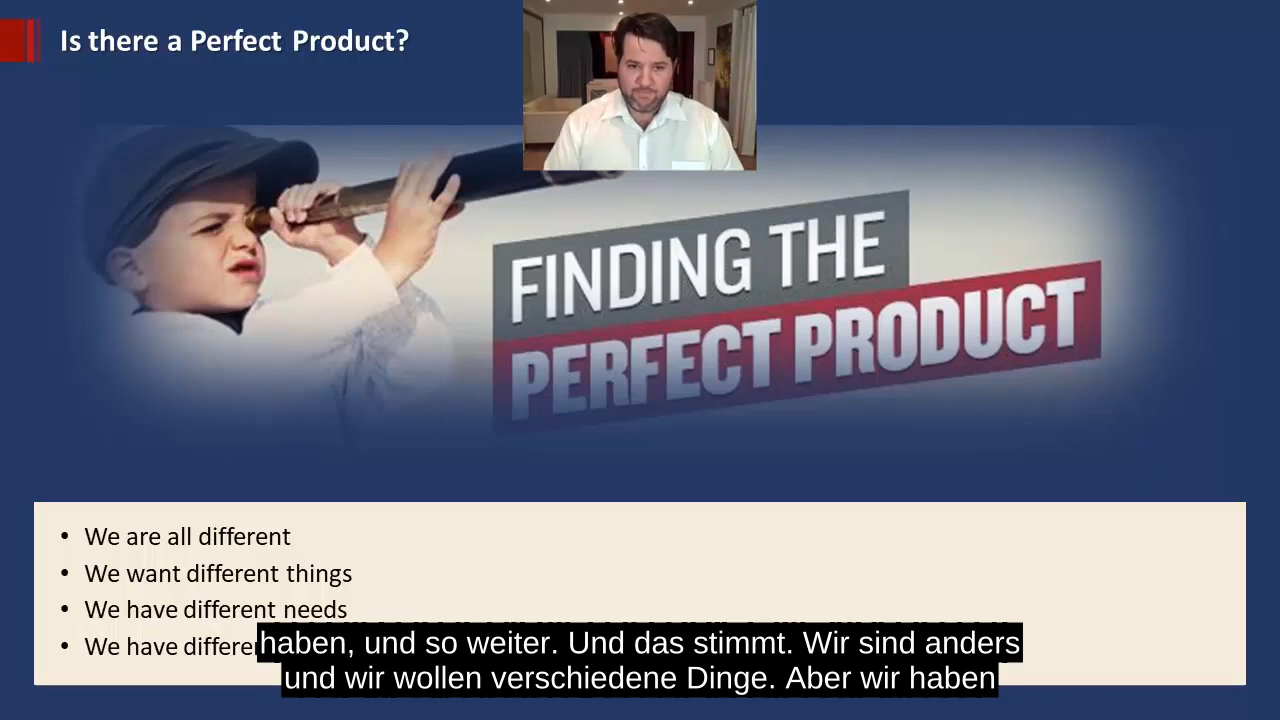 Is there a Perfect Product?
FINDING THE
PERFECT PRODUCT
• We are all different
• We want different things
• We have different needs
• We have
haben, und so weiter. Und das stimmt. Wir sind anders
und wir wollen verschiedene Dinge. Aber wir haben